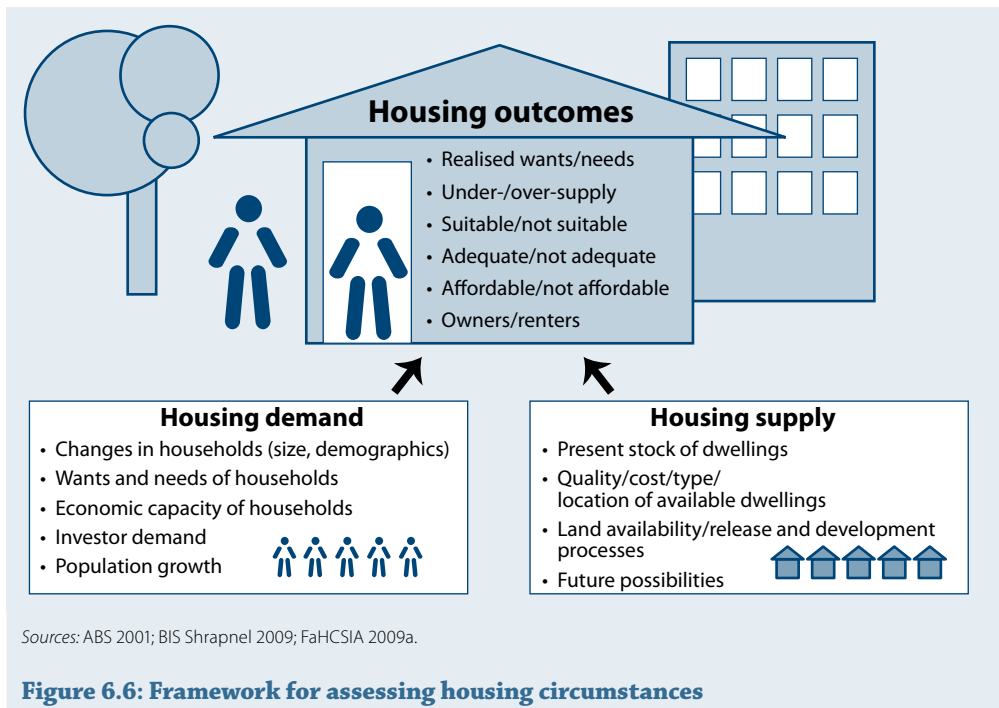 Housing outcomes
• Realised wants/needs
• Under-/over-supply
• Suitable/not suitable
• Adequate/not adequate
• Affordable/not affordable
• Owners/renters
Housing demand
• Changes in households (size, demographics)
• Wants and needs of households
• Economic capacity of households
• Investor demand
• Population growth
Housing supply
• Present stock of dwellings
• Quality/cost/type/
location of available dwellings
• Land availability/release and development
processes
• Future possibilities
Sources: ABS 2001; BIS Shrapnel 2009; FaHCSIA 2009a.
Figure 6.6: Framework for assessing housing circumstances